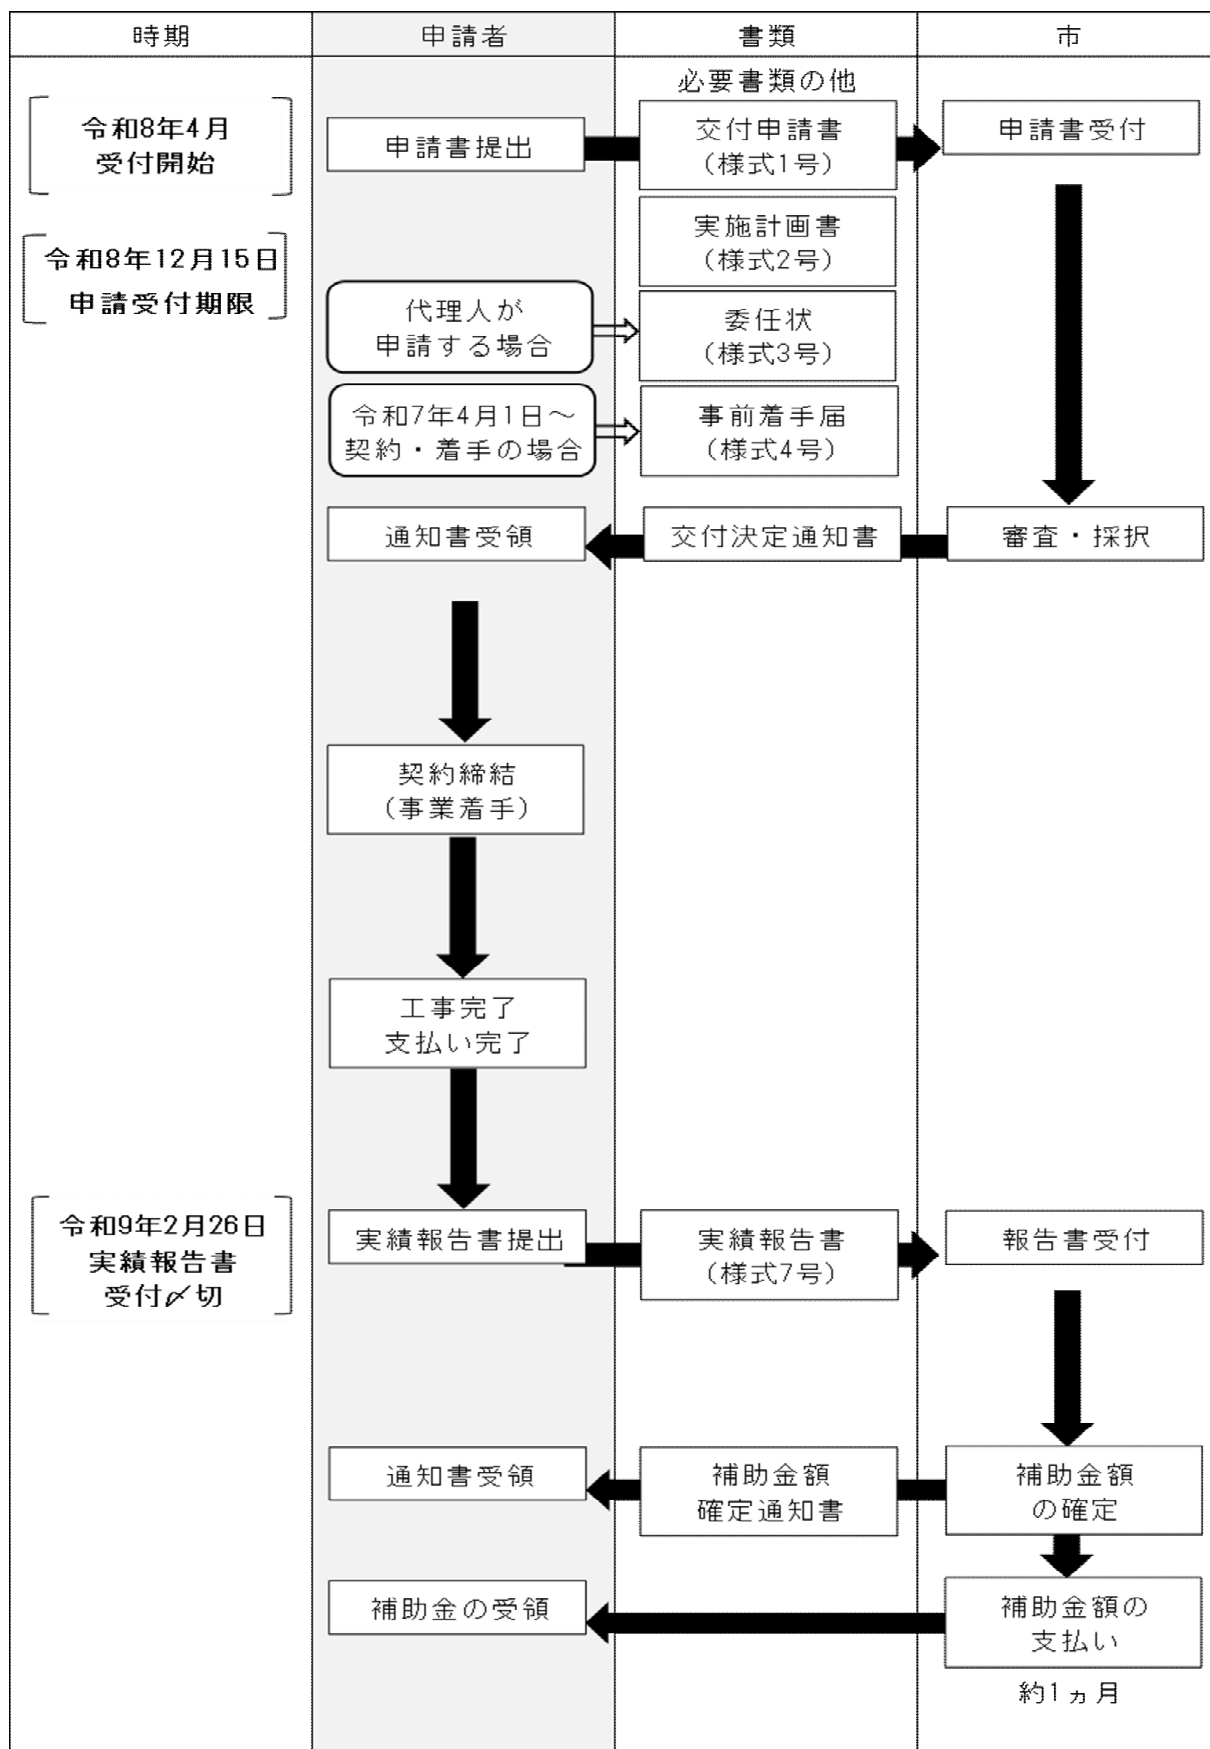 時期
申請者
書類
市
必要書類の他
令和8年4月
受付開始
申請書提出
交付申請書
(様式1号)
申請書受付
実施計画書
(様式2号)
令和8年12月15日
申請受付期限
代理人が
申請する場合
委任状
(様式3号)
令和7年4月1日～
契約・着手の場合
事前着手届
(様式4号)
通知書受領
交付決定通知書
審査・採択
契約締結
(事業着手)
工事完了
支払い完了
令和9年2月26日
実績報告書
受付〆切
実績報告書提出
実績報告書
(様式7号)
報告書受付
通知書受領
補助金額
確定通知書
補助金額
の確定
補助金の受領
補助金額の
支払い
約1ヵ月